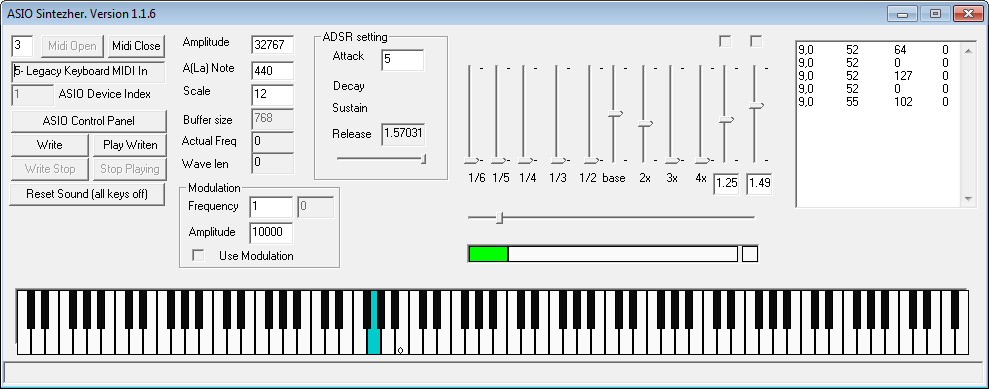 ASIO Sintezher. Version 1.1.6
3 Midi Open Midi Close
5- Legacy Keyboard MIDI In
1 ASIO Device Index
ASIO Control Panel
Write Play Writen
Write Stop Stop Playing
Reset Sound (all keys off)
Amplitude 32767
A(La) Note 440
Scale 12
Buffer size 768
Actual Freq 0
Wave len 0
Modulation
Frequency 1 0
Amplitude 10000
Use Modulation
ADSR setting
Attack 5
Decay
Sustain
Release 1.57031
1/6 1/5 1/4 1/3 1/2 base 2x 3x 4x 1.25 1.49
9,0 52 64 0
9,0 52 0 0
9,0 52 127 0
9,0 52 0 0
9,0 55 102 0